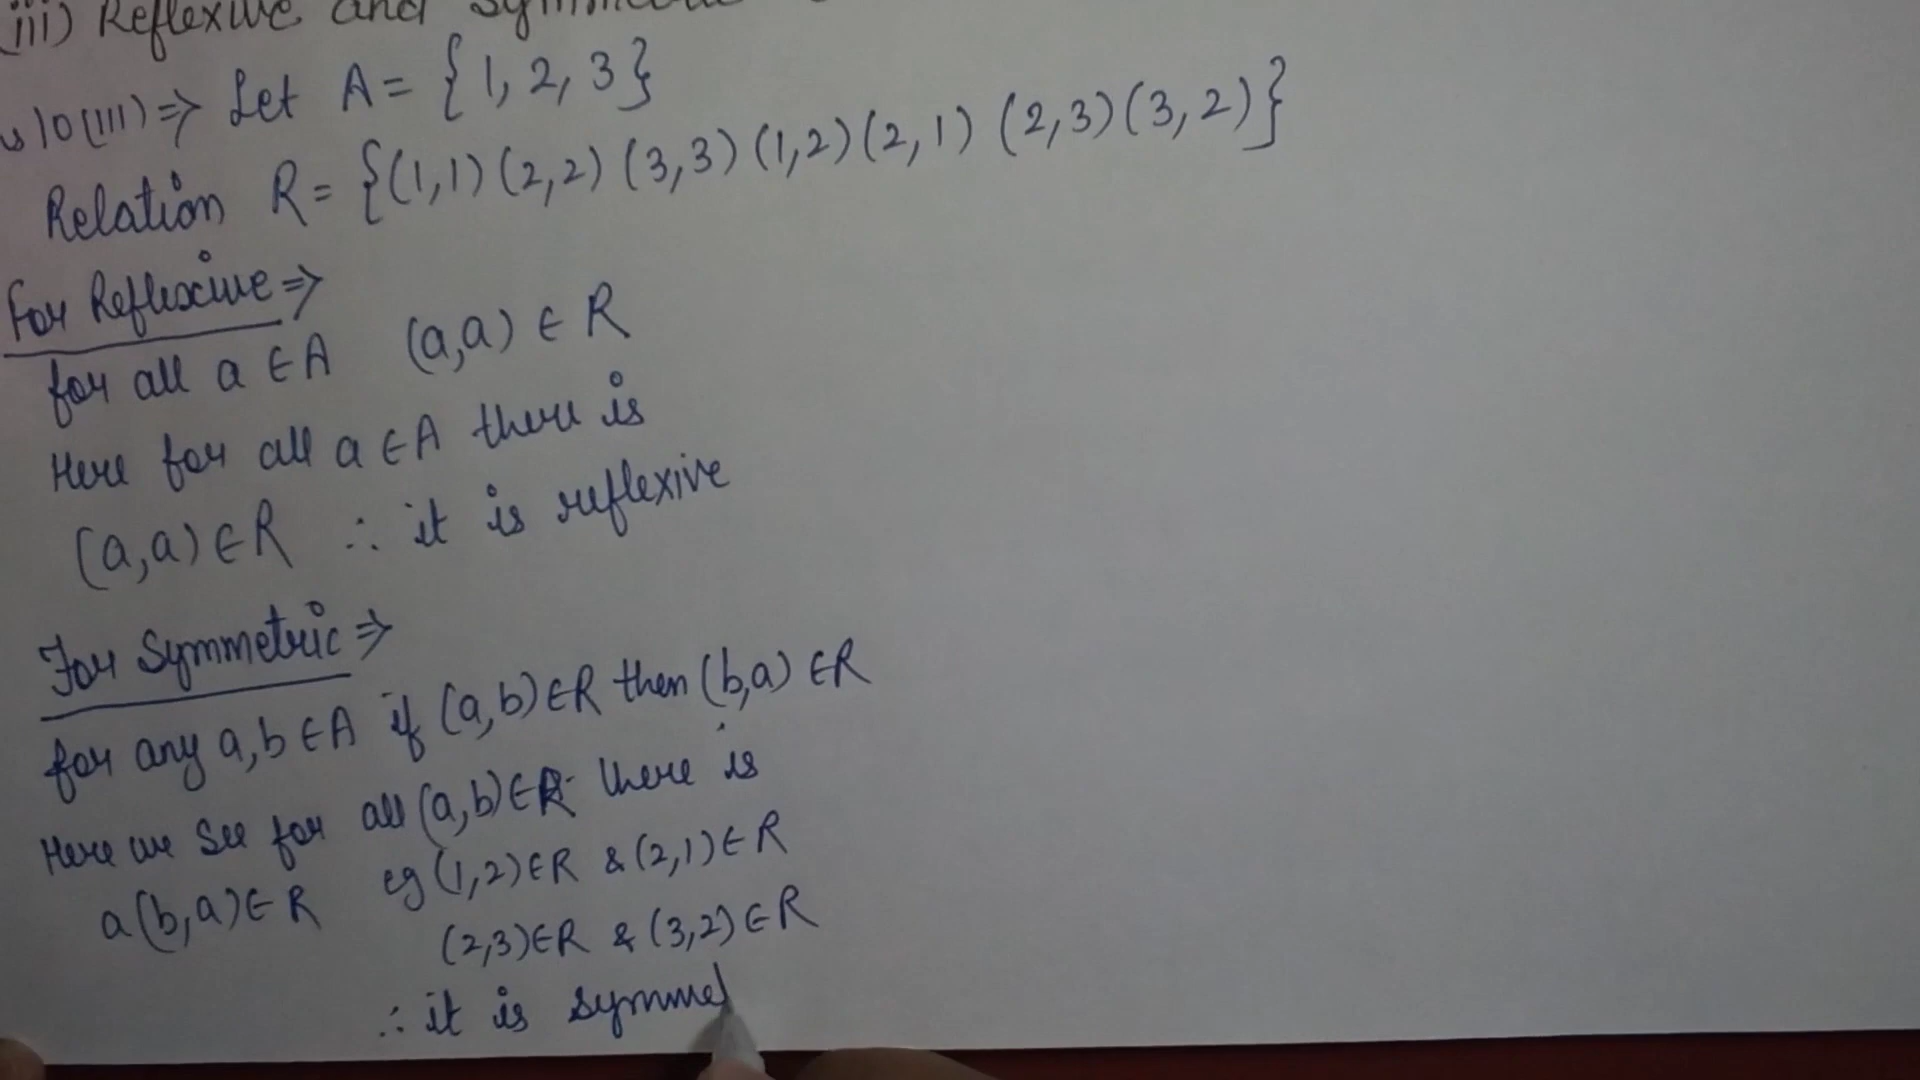 (iii) Reflexive and Symmetric
s 10(iii) ⇒ Let A = {1, 2, 3}
Relation R = {(1,1) (2,2) (3,3) (1,2) (2,1) (2,3) (3,2)}
For Reflexive ⇒
for all a ∈ A (a,a) ∈ R
Here for all a ∈ A there is
(a,a) ∈ R ∴ it is reflexive
For Symmetric ⇒
for any a,b ∈ A if (a,b) ∈ R then (b,a) ∈ R
Here we see for all (a,b) ∈ R there is
a (b,a) ∈ R eg (1,2) ∈ R & (2,1) ∈ R
(2,3) ∈ R & (3,2) ∈ R
∴ it is symmet